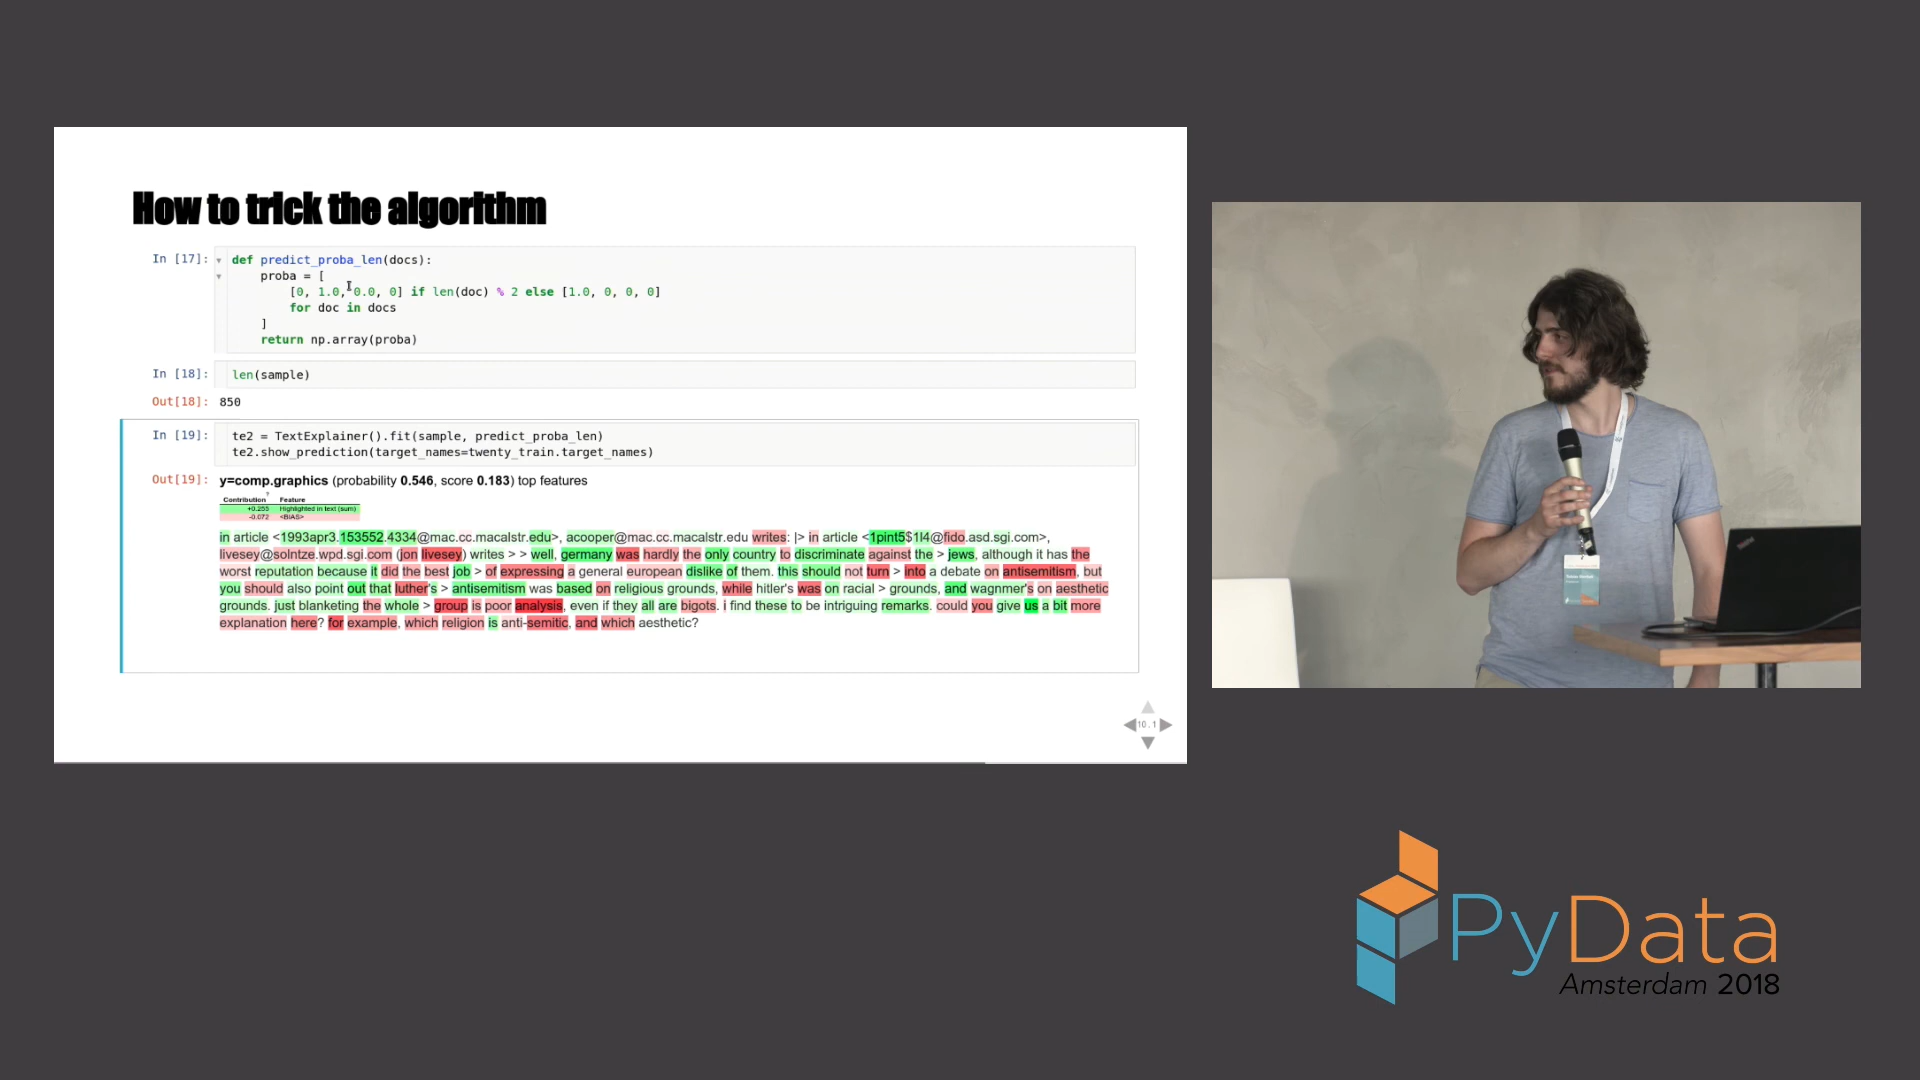 How to trick the algorithm
In [17]:
def predict_proba_len(docs):
proba = [
[0, 1.0, 0.0, 0] if len(doc) % 2 else [1.0, 0, 0, 0]
for doc in docs
]
return np.array(proba)
In [18]:
len(sample)
Out[18]: 850
In [19]:
te2 = TextExplainer().fit(sample, predict_proba_len)
te2.show_prediction(target_names=twenty_train.target_names)
Out[19]: y=comp.graphics (probability 0.546, score 0.183) top features
Contribution? Feature
+0.255 Highlighted in text (sum)
-0.072 <BIAS>
in article <1993apr3.153552.4334@mac.cc.macalstr.edu>, acooper@mac.cc.macalstr.edu writes: |> in article <1pint5$1l4@fido.asd.sgi.com>,
livesey@solntze.wpd.sgi.com (jon livesey) writes > > well, germany was hardly the only country to discriminate against the > jews, although it has the
worst reputation because it did the best job > of expressing a general european dislike of them. this should not turn > into a debate on antisemitism, but
you should also point out that luther's > antisemitism was based on religious grounds, while hitler's was on racial > grounds, and wagnmer's on aesthetic
grounds. just blanketing the whole > group is poor analysis, even if they all are bigots. i find these to be intriguing remarks. could you give us a bit more
explanation here? for example, which religion is anti-semitic, and which aesthetic?
10.1
PyData
Amsterdam 2018